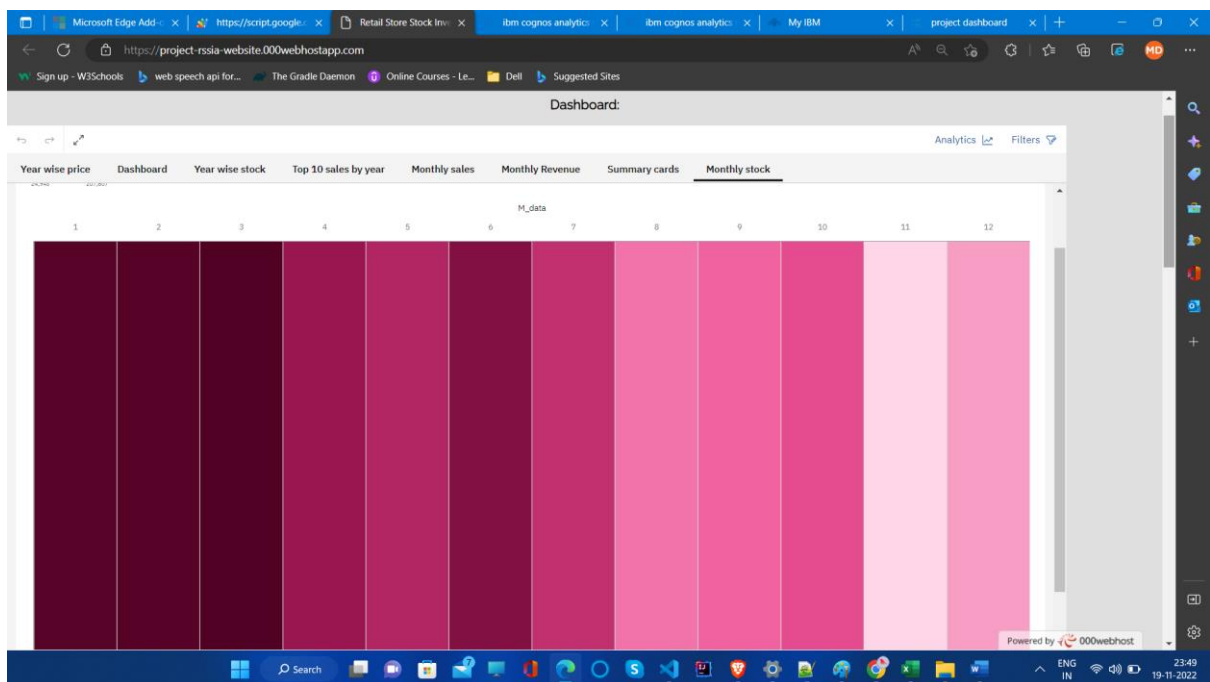 Microsoft Edge Add-o
https://script.google.c
Retail Store Stock Inve
ibm cognos analytics
ibm cognos analytics
My IBM
project dashboard
https://project-rssia-website.000webhostapp.com
MD
Sign up - W3Schools
web speech api for...
The Gradle Daemon
Online Courses - Le...
Dell
Suggested Sites
Dashboard:
Analytics
Filters
Year wise price
Dashboard
Year wise stock
Top 10 sales by year
Monthly sales
Monthly Revenue
Summary cards
Monthly stock
M_data
1 2 3 4 5 6 7 8 9 10 11 12
Powered by 000webhost
Search
ENG
IN
23:49
19-11-2022